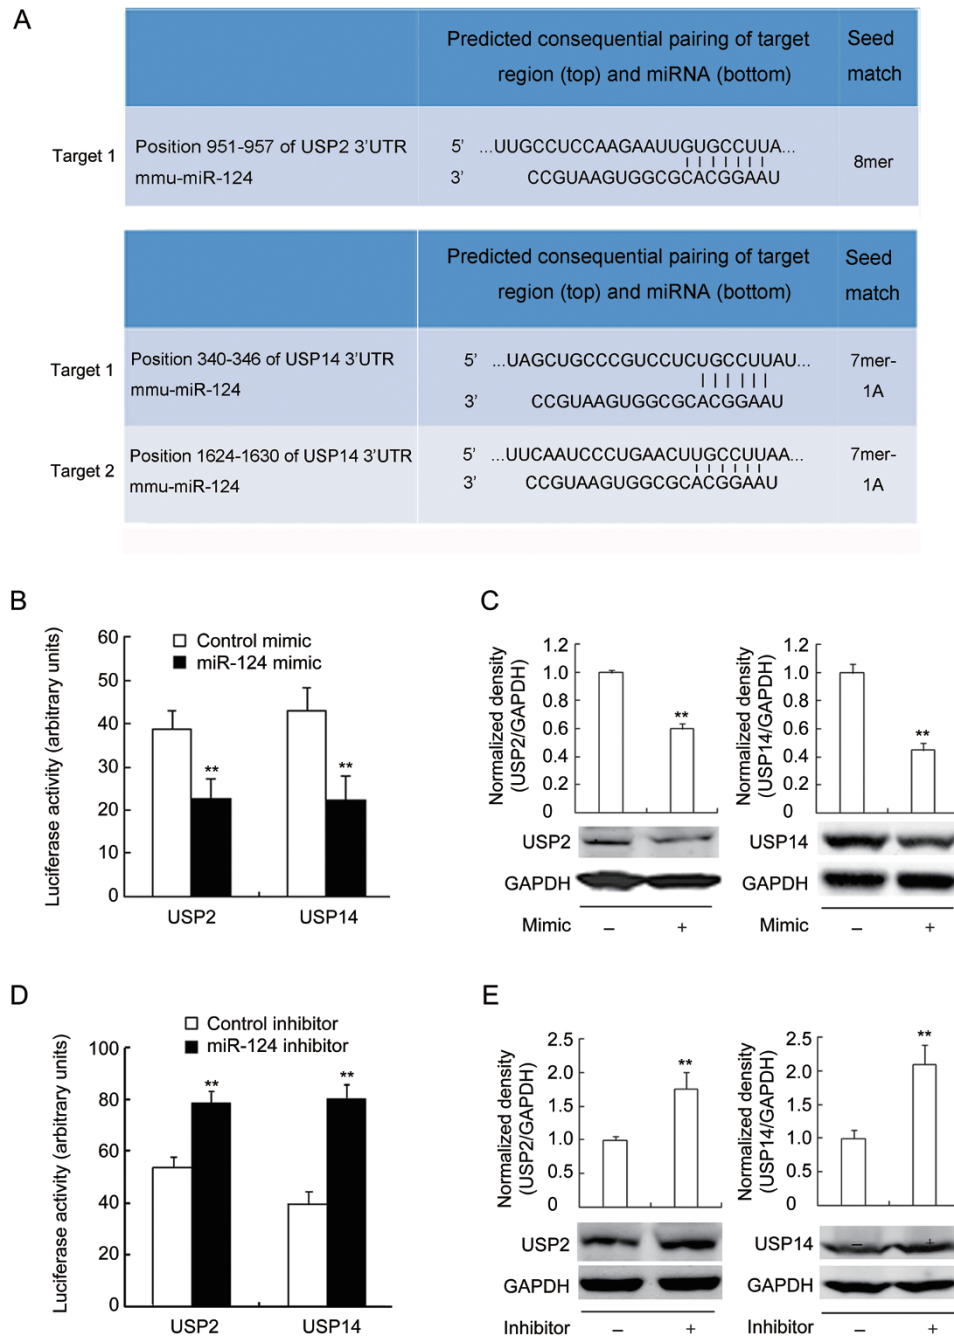 A
Predicted consequential pairing of target
region (top) and miRNA (bottom)
Seed
match
Target 1
Position 951-957 of USP2 3'UTR
mmu-miR-124
5' ...UUGCCUCCAAGAAUUGUGCCUUA...
3' CCGUAAGUGGCGCACGGAAU
8mer
Predicted consequential pairing of target
region (top) and miRNA (bottom)
Seed
match
Target 1
Position 340-346 of USP14 3'UTR
mmu-miR-124
5' ...UAGCUGCCCGUCCUCUGCCUUAU...
3' CCGUAAGUGGCGCACGGAAU
7mer-
1A
Target 2
Position 1624-1630 of USP14 3'UTR
mmu-miR-124
5' ...UUCAAUCCCUGAACUUGCCUUAA...
3' CCGUAAGUGGCGCACGGAAU
7mer-
1A
B
Luciferase activity (arbitrary units)
60
50
40
30
20
10
0
Control mimic
miR-124 mimic
**
**
USP2
USP14
C
Normalized density
(USP2/GAPDH)
1.2
1.0
0.8
0.6
0.4
0.2
0
**
USP2
GAPDH
Mimic – +
Normalized density
(USP14/GAPDH)
1.2
1.0
0.8
0.6
0.4
0.2
0
**
USP14
GAPDH
Mimic – +
D
Luciferase activity (arbitrary units)
100
80
60
40
20
0
Control inhibitor
miR-124 inhibitor
**
**
USP2
USP14
E
Normalized density
(USP2/GAPDH)
2.5
2.0
1.5
1.0
0.5
0
**
USP2
GAPDH
Inhibitor – +
Normalized density
(USP14/GAPDH)
2.5
2.0
1.5
1.0
0.5
0
**
USP14 – +
GAPDH
Inhibitor – +